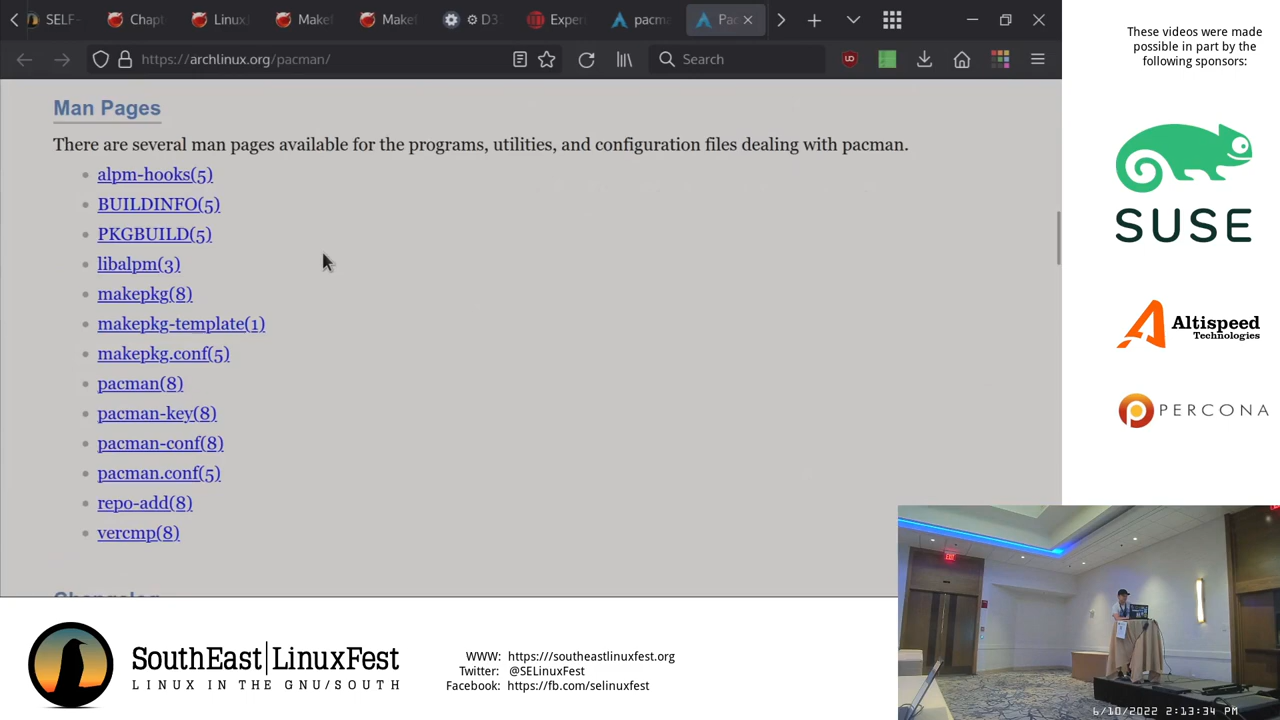 SELF-
Chapt
Linux/
Makef
Makef
D3
Exper
pacm
Pac
https://archlinux.org/pacman/
Search
Man Pages
There are several man pages available for the programs, utilities, and configuration files dealing with pacman.
alpm-hooks(5)
BUILDINFO(5)
PKGBUILD(5)
libalpm(3)
makepkg(8)
makepkg-template(1)
makepkg.conf(5)
pacman(8)
pacman-key(8)
pacman-conf(8)
pacman.conf(5)
repo-add(8)
vercmp(8)
Changelog
These videos were made
possible in part by the
following sponsors:
SUSE
Altispeed
Technologies
PERCONA
EXIT
6/10/2022 2:13:34 PM
SouthEast|LinuxFest
LINUX IN THE GNU/SOUTH
WWW: https://southeastlinuxfest.org
Twitter: @SELinuxFest
Facebook: https://fb.com/selinuxfest